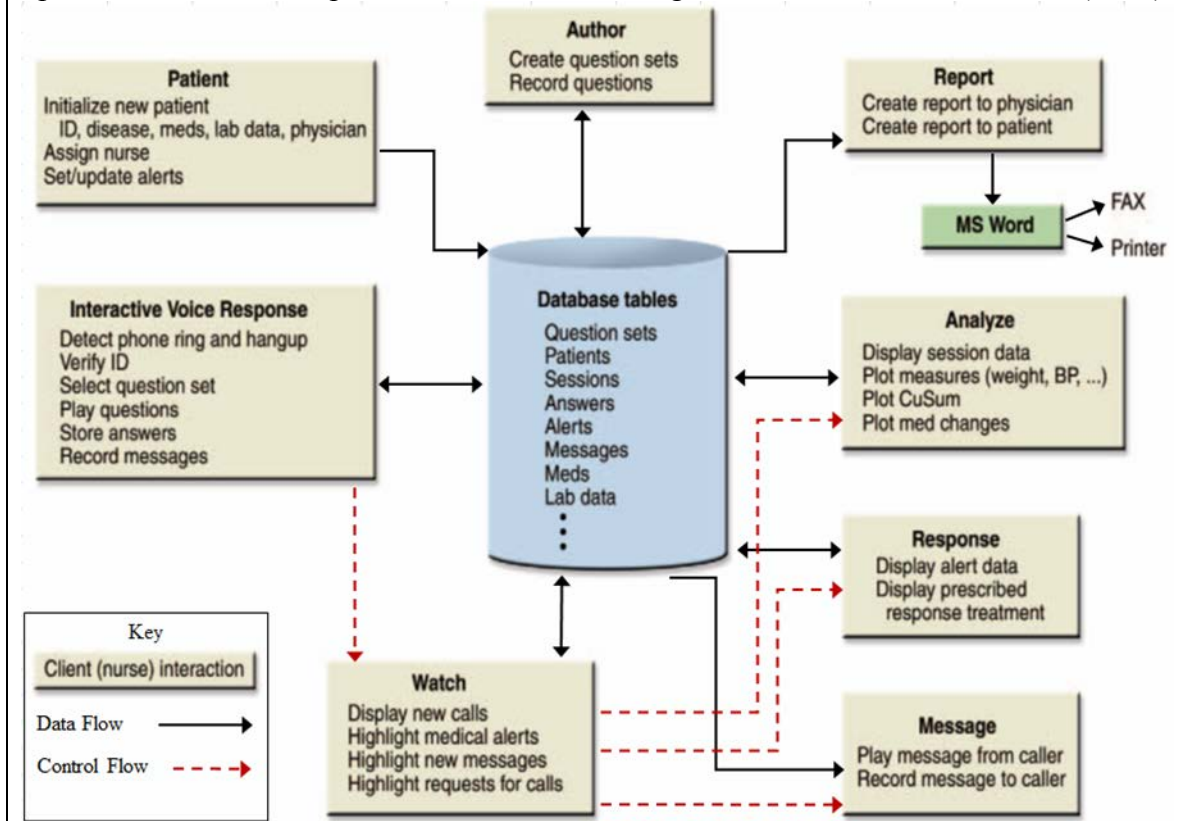 Author
Create question sets
Record questions
Patient
Initialize new patient
ID, disease, meds, lab data, physician
Assign nurse
Set/update alerts
Report
Create report to physician
Create report to patient
MS Word
FAX
Printer
Interactive Voice Response
Detect phone ring and hangup
Verify ID
Select question set
Play questions
Store answers
Record messages
Database tables
Question sets
Patients
Sessions
Answers
Alerts
Messages
Meds
Lab data
Analyze
Display session data
Plot measures (weight, BP, ...)
Plot CuSum
Plot med changes
Response
Display alert data
Display prescribed
response treatment
Key
Client (nurse) interaction
Data Flow
Control Flow
Watch
Display new calls
Highlight medical alerts
Highlight new messages
Highlight requests for calls
Message
Play message from caller
Record message to caller